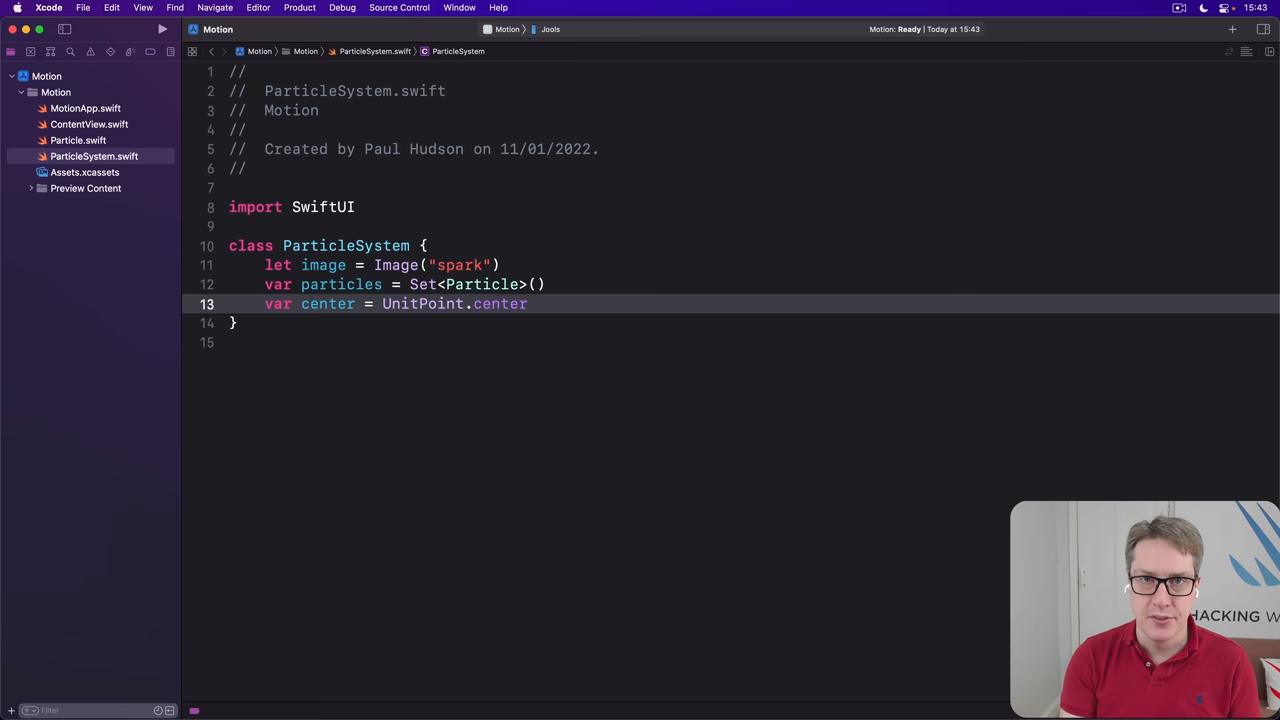 Xcode File Edit View Find Navigate Editor Product Debug Source Control Window Help 15:43
Motion Motion 〉 Jools Motion: Ready | Today at 15:43
Motion 〉 Motion 〉 ParticleSystem.swift 〉 C ParticleSystem
Motion
Motion
MotionApp.swift
ContentView.swift
Particle.swift
ParticleSystem.swift
Assets.xcassets
Preview Content
1 //
2 // ParticleSystem.swift
3 // Motion
4 //
5 // Created by Paul Hudson on 11/01/2022.
6 //
7
8 import SwiftUI
9
10 class ParticleSystem {
11 let image = Image("spark")
12 var particles = Set<Particle>()
13 var center = UnitPoint.center
14 }
15
HACKING W
Filter